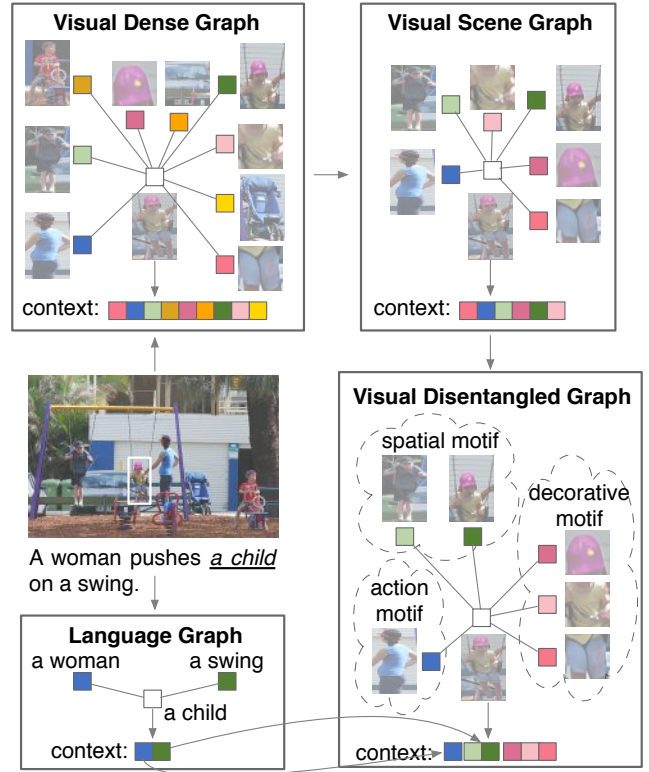 Visual Dense Graph
context:
Visual Scene Graph
context:
A woman pushes a child
on a swing.
Language Graph
a woman
a swing
a child
context:
Visual Disentangled Graph
spatial motif
decorative
motif
action
motif
context: